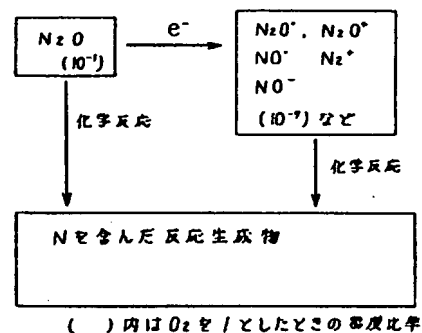 N₂O
(10⁻¹)
e⁻
N₂O⁻, N₂O⁺
NO⁺ N₂⁺
NO⁻
(10⁻⁷) など
化学反応
化学反応
Nを含んだ反応生成物
( )内はO₂を1としたときの密度比率